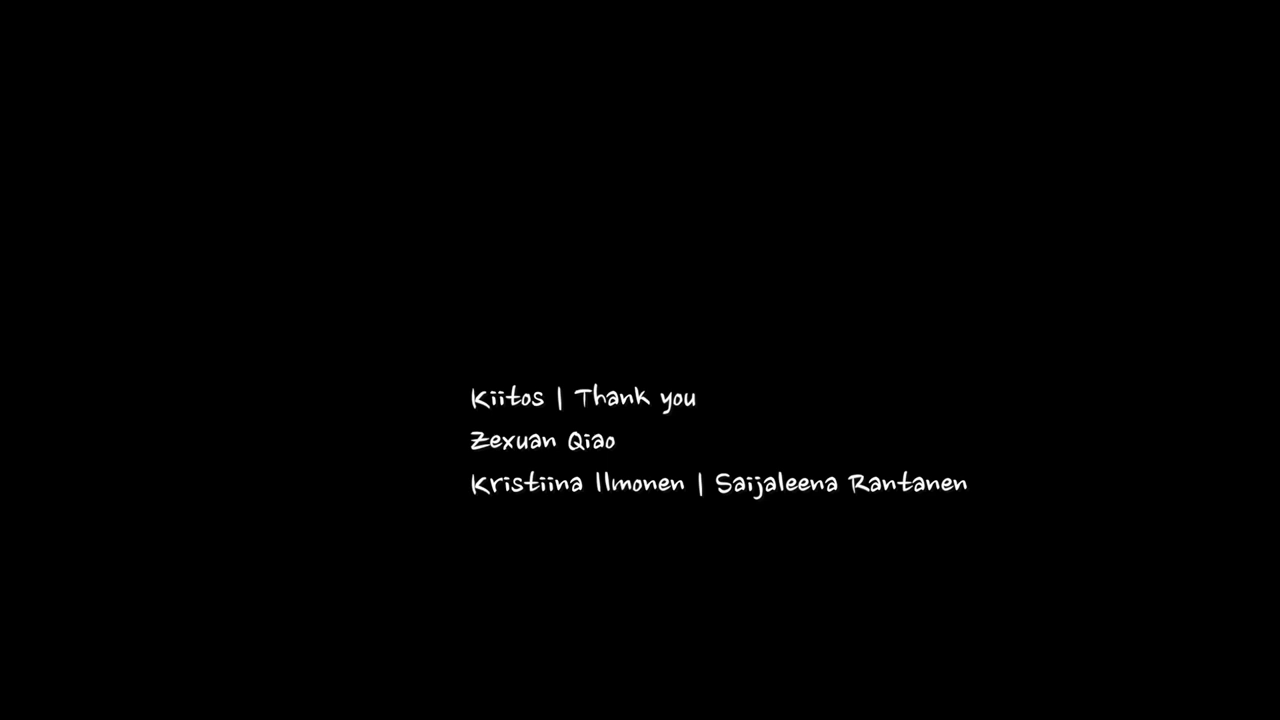 Kiitos | Thank you
Zexuan Qiao
Kristiina Ilmonen | Saijaleena Rantanen